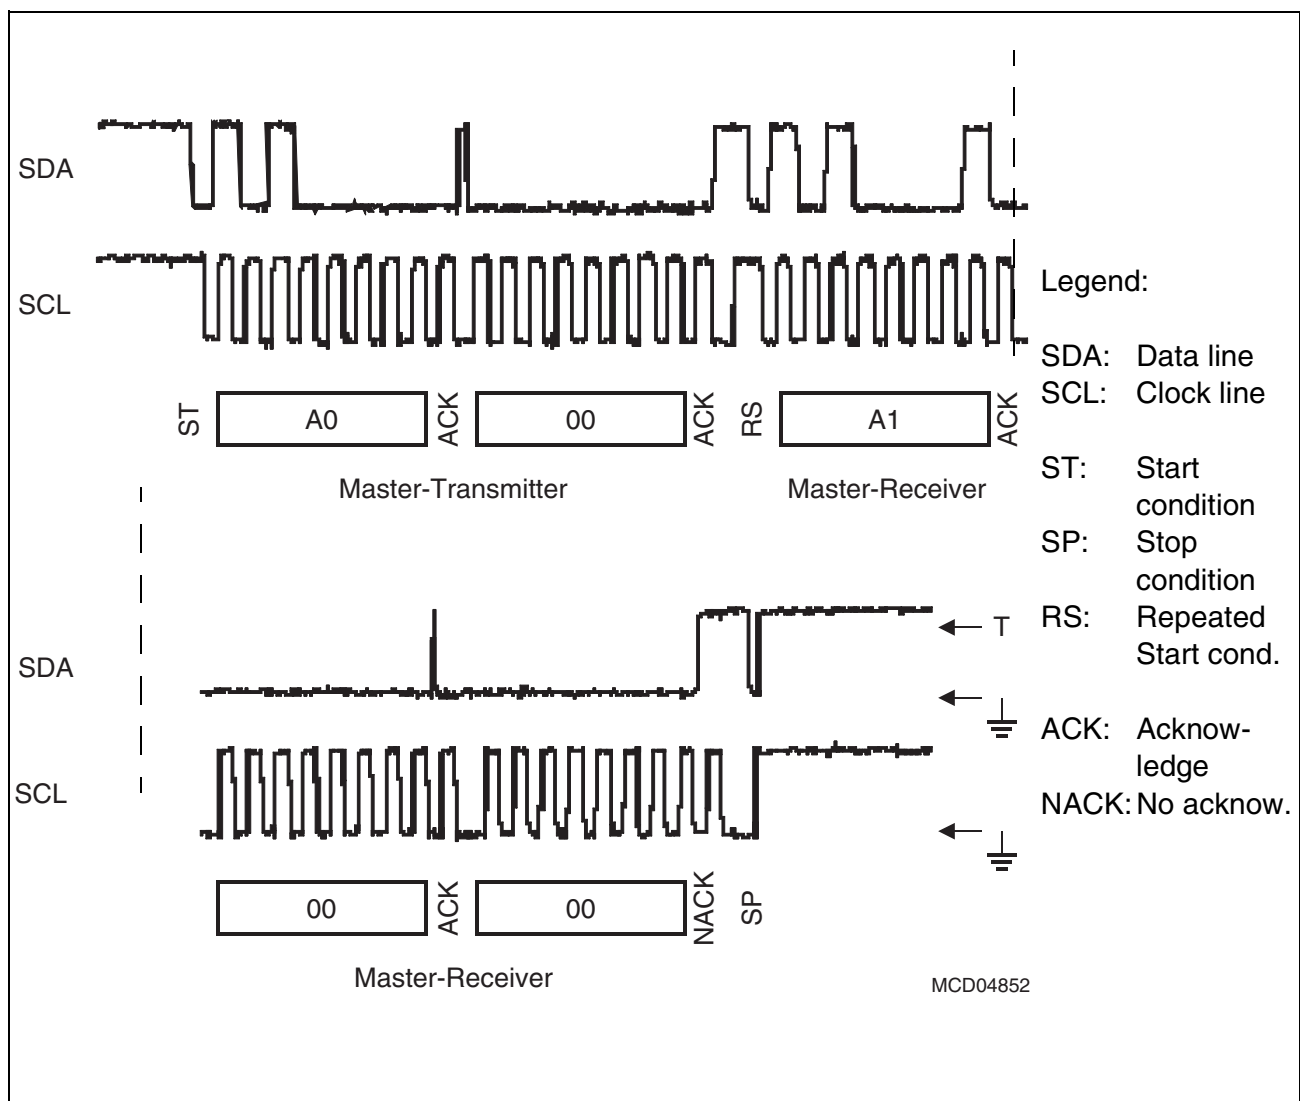 SDA
SCL
ST
A0
ACK
00
ACK
RS
A1
ACK
Master-Transmitter
Master-Receiver
SDA
SCL
T
00
ACK
00
NACK
SP
Master-Receiver
MCD04852
Legend:
SDA: Data line
SCL: Clock line
ST: Start
condition
SP: Stop
condition
RS: Repeated
Start cond.
ACK: Acknow-
ledge
NACK: No acknow.